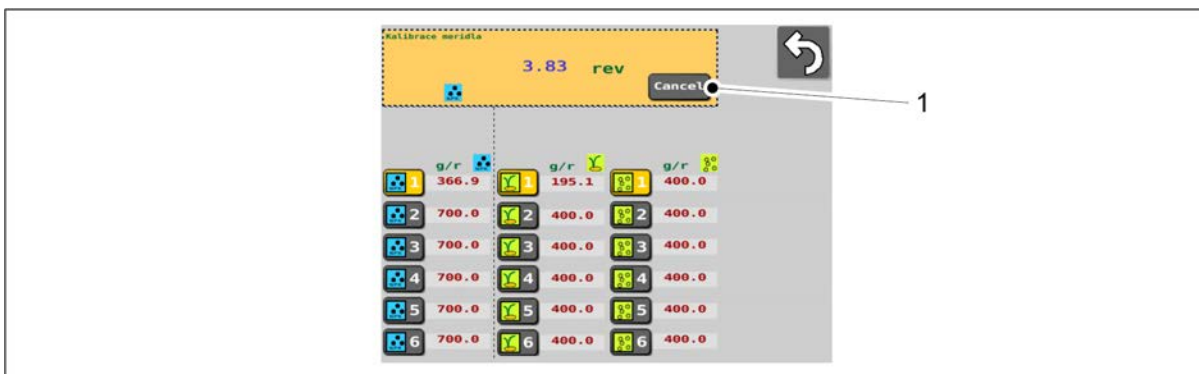 Kalibrace meridla
3.83 rev
Cancel
1
g/r g/r g/r
1 366.9 1 195.1 1 400.0
2 700.0 2 400.0 2 400.0
3 700.0 3 400.0 3 400.0
4 700.0 4 400.0 4 400.0
5 700.0 5 400.0 5 400.0
6 700.0 6 400.0 6 400.0